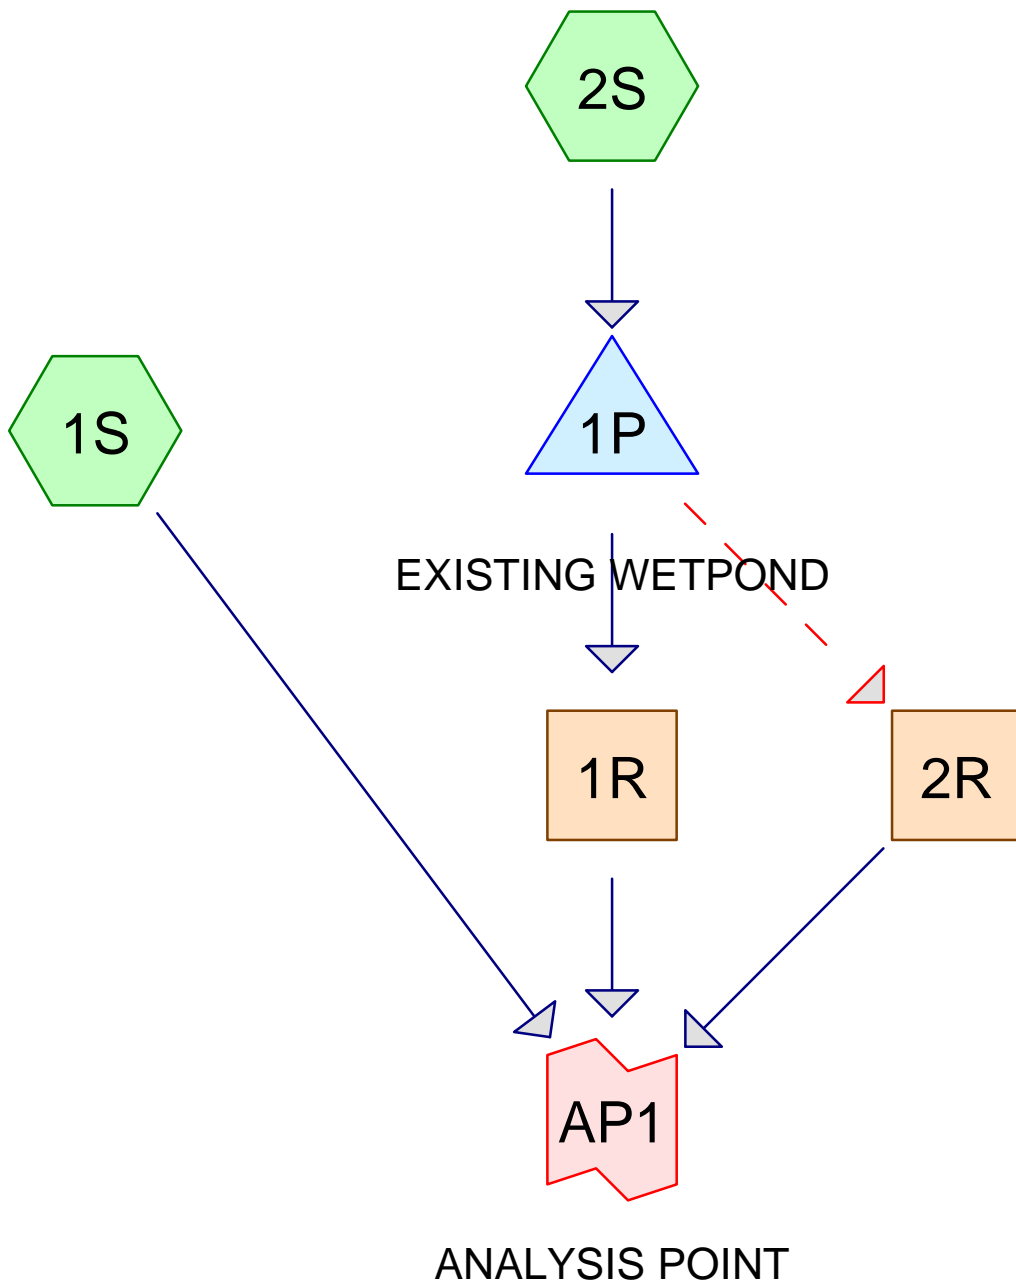 2S
1S
1P
EXISTING WETPOND
1R
2R
AP1
ANALYSIS POINT